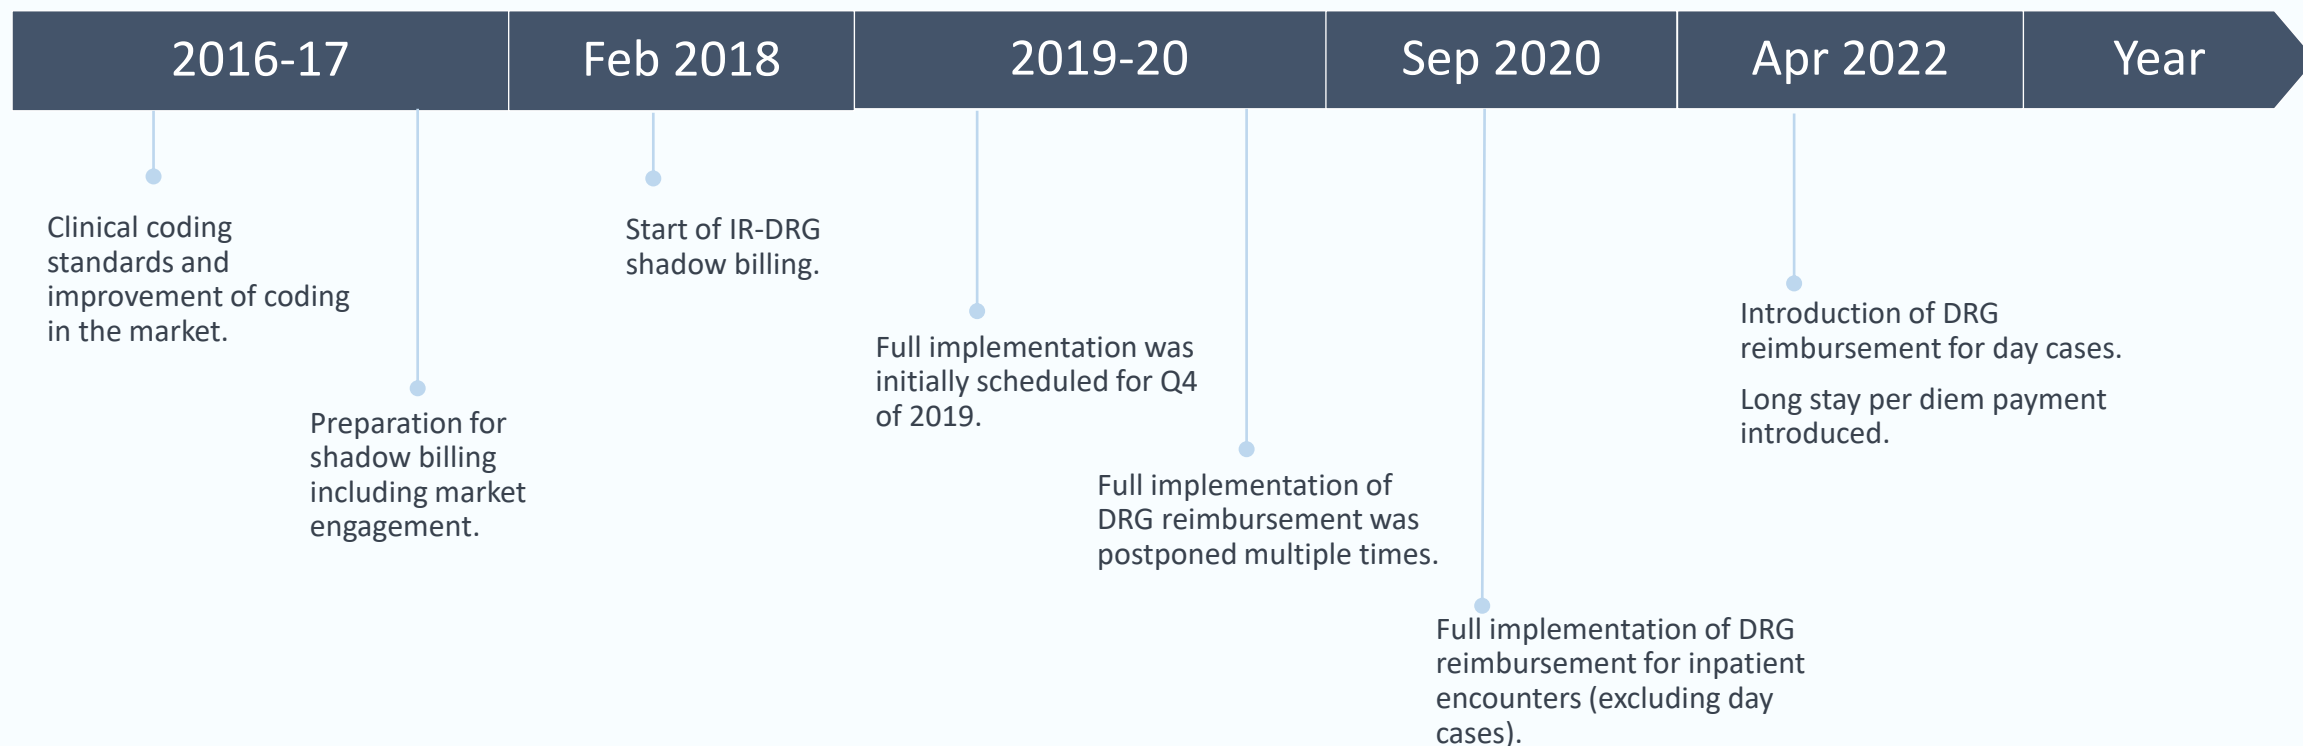 2016-17
Feb 2018
2019-20
Sep 2020
Apr 2022
Year
Clinical coding
standards and
improvement of coding
in the market.
Preparation for
shadow billing
including market
engagement.
Start of IR-DRG
shadow billing.
Full implementation was
initially scheduled for Q4
of 2019.
Full implementation of
DRG reimbursement was
postponed multiple times.
Full implementation of DRG
reimbursement for inpatient
encounters (excluding day
cases).
Introduction of DRG
reimbursement for day cases.
Long stay per diem payment
introduced.